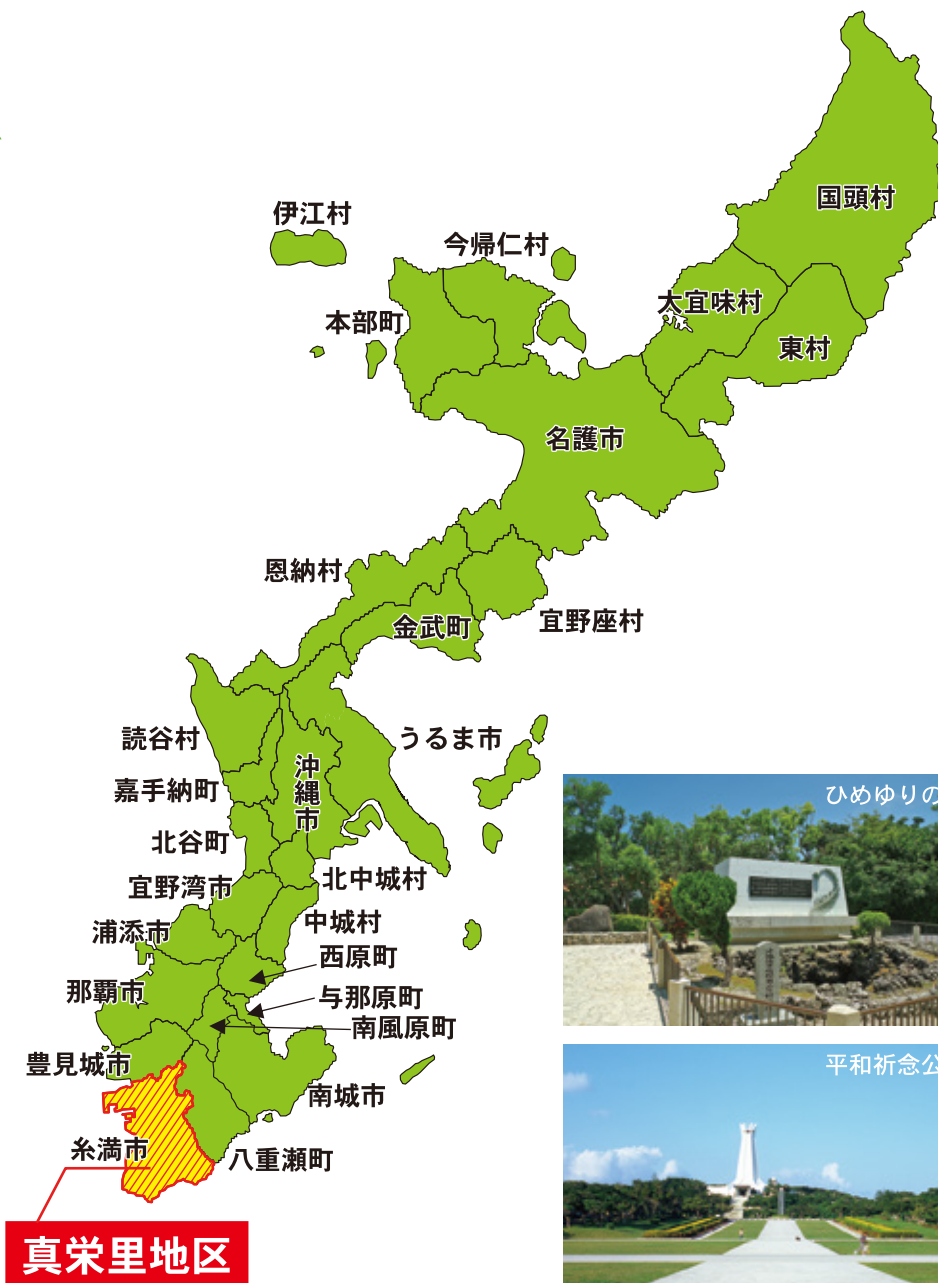 国頭村
伊江村
今帰仁村
大宜味村
本部町
東村
名護市
恩納村
宜野座村
金武町
読谷村
うるま市
沖縄市
嘉手納町
ひめゆりの
北谷町
北中城村
宜野湾市
中城村
浦添市
西原町
那覇市
与那原町
南風原町
豊見城市
平和祈念公
南城市
糸満市
八重瀬町
真栄里地区